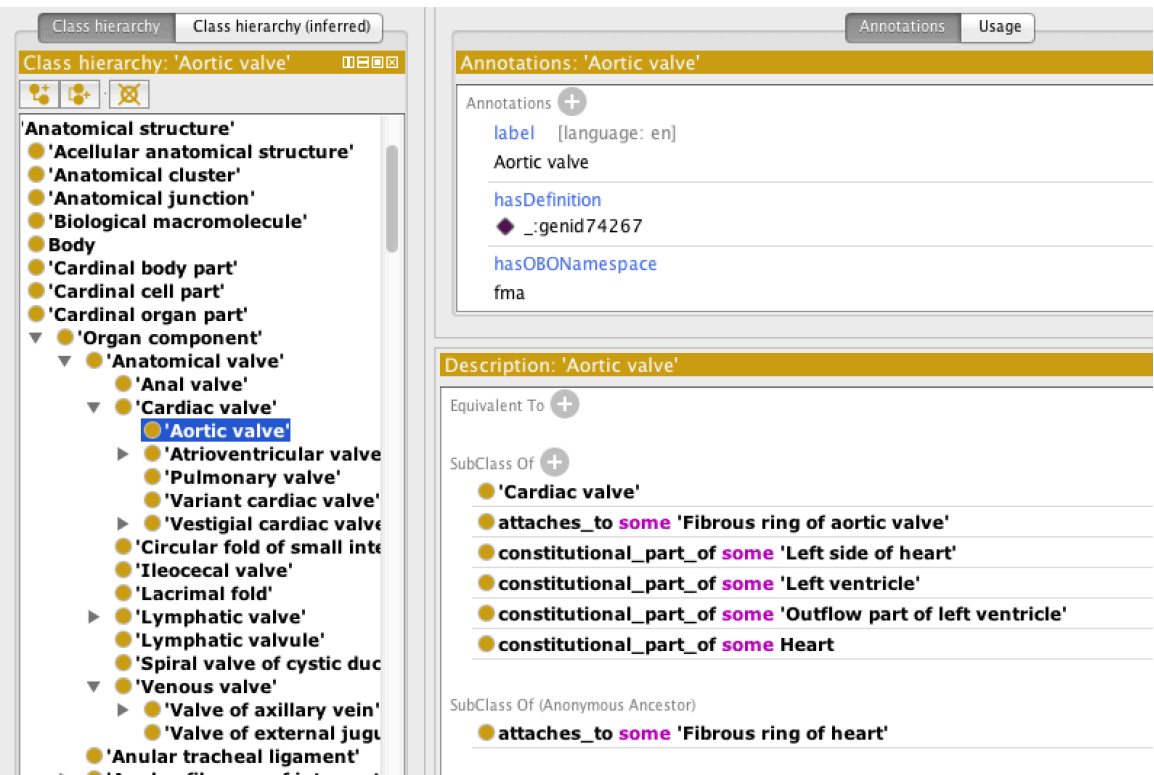 Class hierarchy
Class hierarchy (inferred)
Class hierarchy: 'Aortic valve'
'Anatomical structure'
'Acellular anatomical structure'
'Anatomical cluster'
'Anatomical junction'
'Biological macromolecule'
Body
'Cardinal body part'
'Cardinal cell part'
'Cardinal organ part'
'Organ component'
'Anatomical valve'
'Anal valve'
'Cardiac valve'
'Aortic valve'
'Atrioventricular valve
'Pulmonary valve'
'Variant cardiac valve'
'Vestigial cardiac valve
'Circular fold of small inte
'Ileocecal valve'
'Lacrimal fold'
'Lymphatic valve'
'Lymphatic valvule'
'Spiral valve of cystic duc
'Venous valve'
'Valve of axillary vein'
'Valve of external jugu
'Anular tracheal ligament'
Annotations
Usage
Annotations: 'Aortic valve'
Annotations
label [language: en]
Aortic valve
hasDefinition
_:genid74267
hasOBONamespace
fma
Description: 'Aortic valve'
Equivalent To
SubClass Of
'Cardiac valve'
attaches_to some 'Fibrous ring of aortic valve'
constitutional_part_of some 'Left side of heart'
constitutional_part_of some 'Left ventricle'
constitutional_part_of some 'Outflow part of left ventricle'
constitutional_part_of some Heart
SubClass Of (Anonymous Ancestor)
attaches_to some 'Fibrous ring of heart'